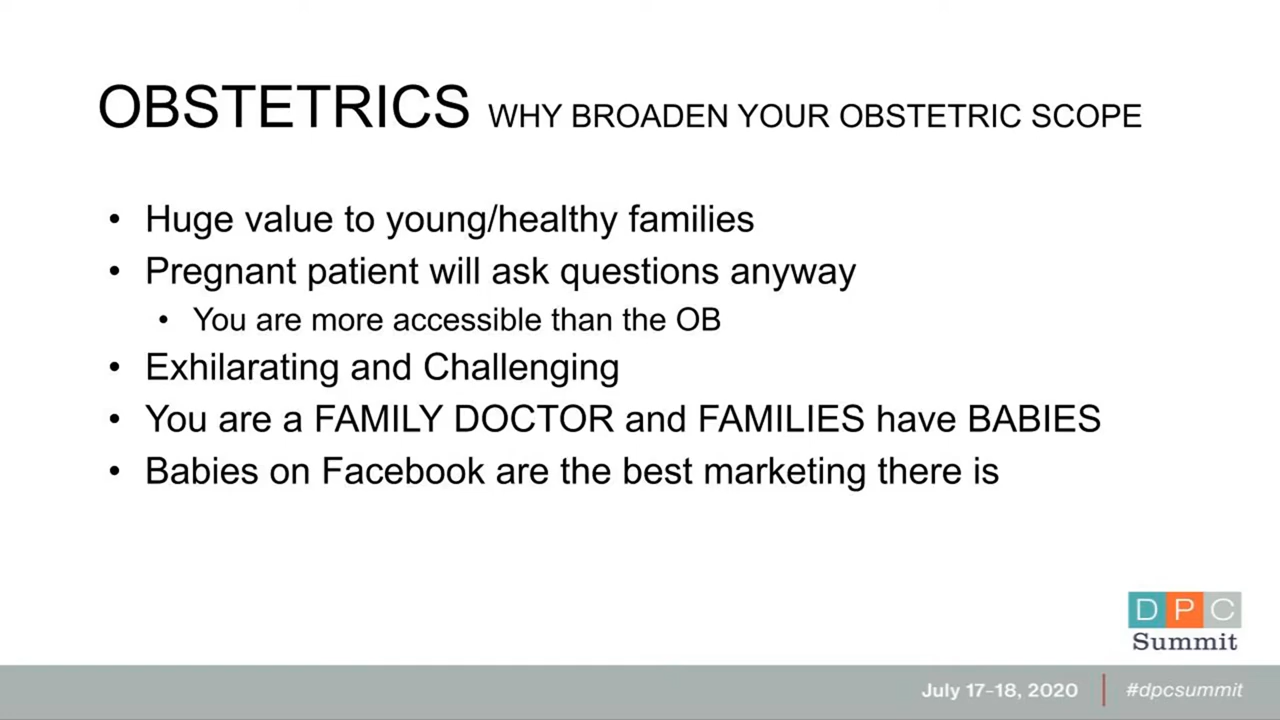 OBSTETRICS WHY BROADEN YOUR OBSTETRIC SCOPE
• Huge value to young/healthy families
• Pregnant patient will ask questions anyway
• You are more accessible than the OB
• Exhilarating and Challenging
• You are a FAMILY DOCTOR and FAMILIES have BABIES
• Babies on Facebook are the best marketing there is
DPC
Summit
July 17-18, 2020 | #dpcsummit